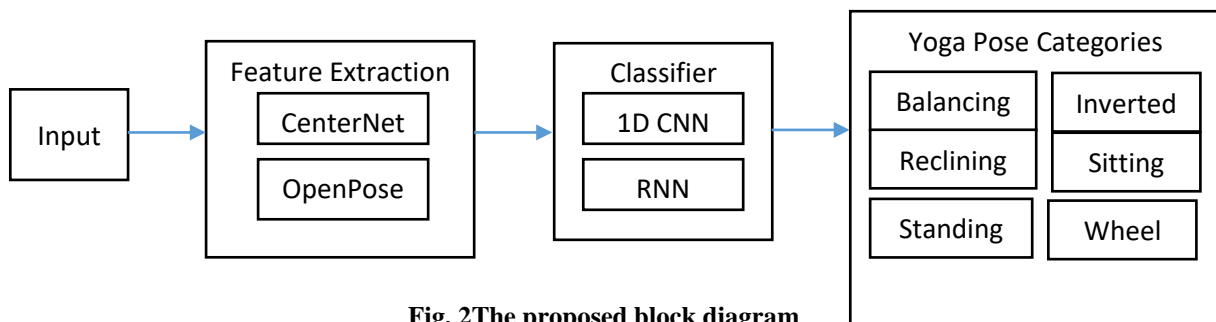 Input
Feature Extraction
CenterNet
OpenPose
Classifier
1D CNN
RNN
Yoga Pose Categories
Balancing
Inverted
Reclining
Sitting
Standing
Wheel
Fig. 2The proposed block diagram